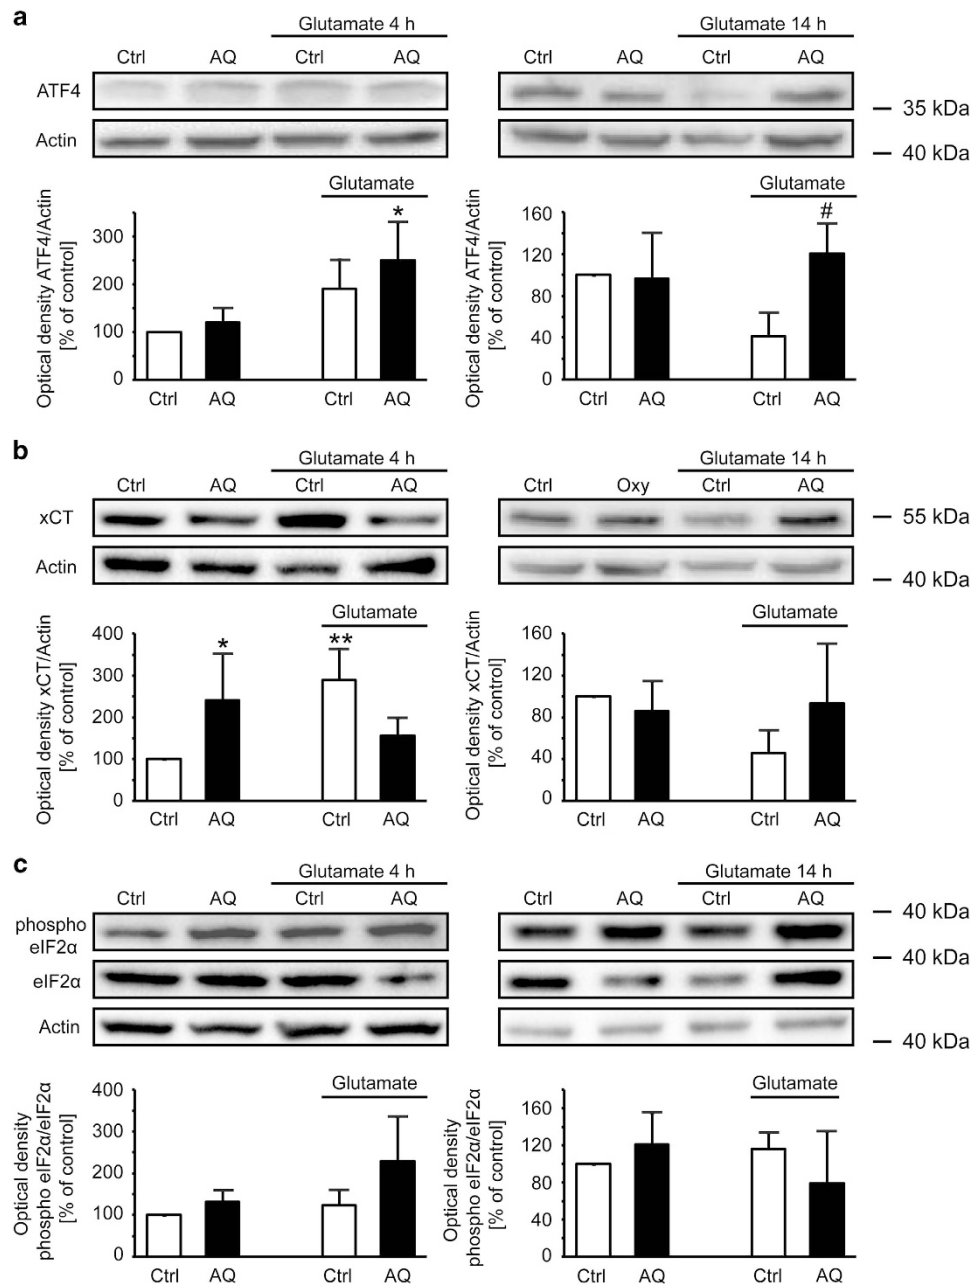 a
Glutamate 4 h
Glutamate 14 h
Ctrl AQ Ctrl AQ
Ctrl AQ Ctrl AQ
ATF4
35 kDa
Actin
40 kDa
Glutamate
Optical density ATF4/Actin
[% of control]
300
200
100
0
*
Ctrl AQ Ctrl AQ
Glutamate
Optical density ATF4/Actin
[% of control]
160
120
80
40
0
#
Ctrl AQ Ctrl AQ
b
Glutamate 4 h
Glutamate 14 h
Ctrl AQ Ctrl AQ
Ctrl Oxy Ctrl AQ
xCT
55 kDa
Actin
40 kDa
Glutamate
Optical density xCT/Actin
[% of control]
400
300
200
100
0
* **
Ctrl AQ Ctrl AQ
Glutamate
Optical density xCT/Actin
[% of control]
160
120
80
40
0
Ctrl AQ Ctrl AQ
c
Glutamate 4 h
Glutamate 14 h
Ctrl AQ Ctrl AQ
Ctrl AQ Ctrl AQ
40 kDa
phospho
eIF2α
40 kDa
eIF2α
Actin
40 kDa
Glutamate
Optical density
phospho eIF2α/eIF2α
[% of control]
400
300
200
100
0
Ctrl AQ Ctrl AQ
Glutamate
Optical density
phospho eIF2α/eIF2α
[% of control]
160
120
80
40
0
Ctrl AQ Ctrl AQ